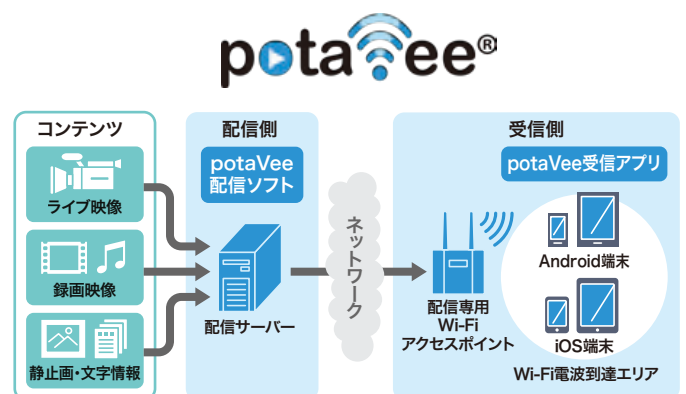 potaVee®
コンテンツ
ライブ映像
録画映像
静止画・文字情報
配信側
potaVee
配信ソフト
配信サーバー
ネットワーク
受信側
potaVee受信アプリ
配信専用
Wi-Fi
アクセスポイント
Android端末
iOS端末
Wi-Fi電波到達エリア